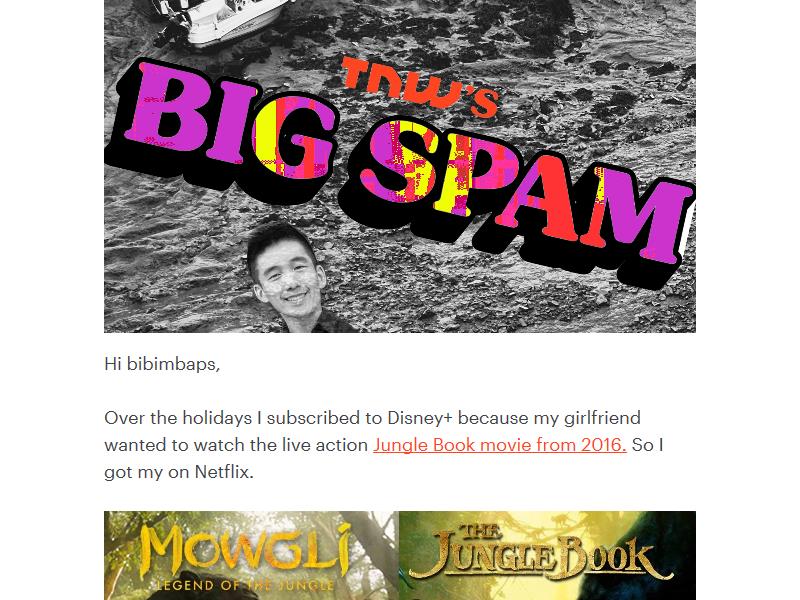 TNW's
BIG SPAM
Hi bibimbaps,
Over the holidays I subscribed to Disney+ because my girlfriend
wanted to watch the live action Jungle Book movie from 2016. So I
got my on Netflix.
MOWGLI
LEGEND OF THE JUNGLE
THE
JUNGLE BOOK